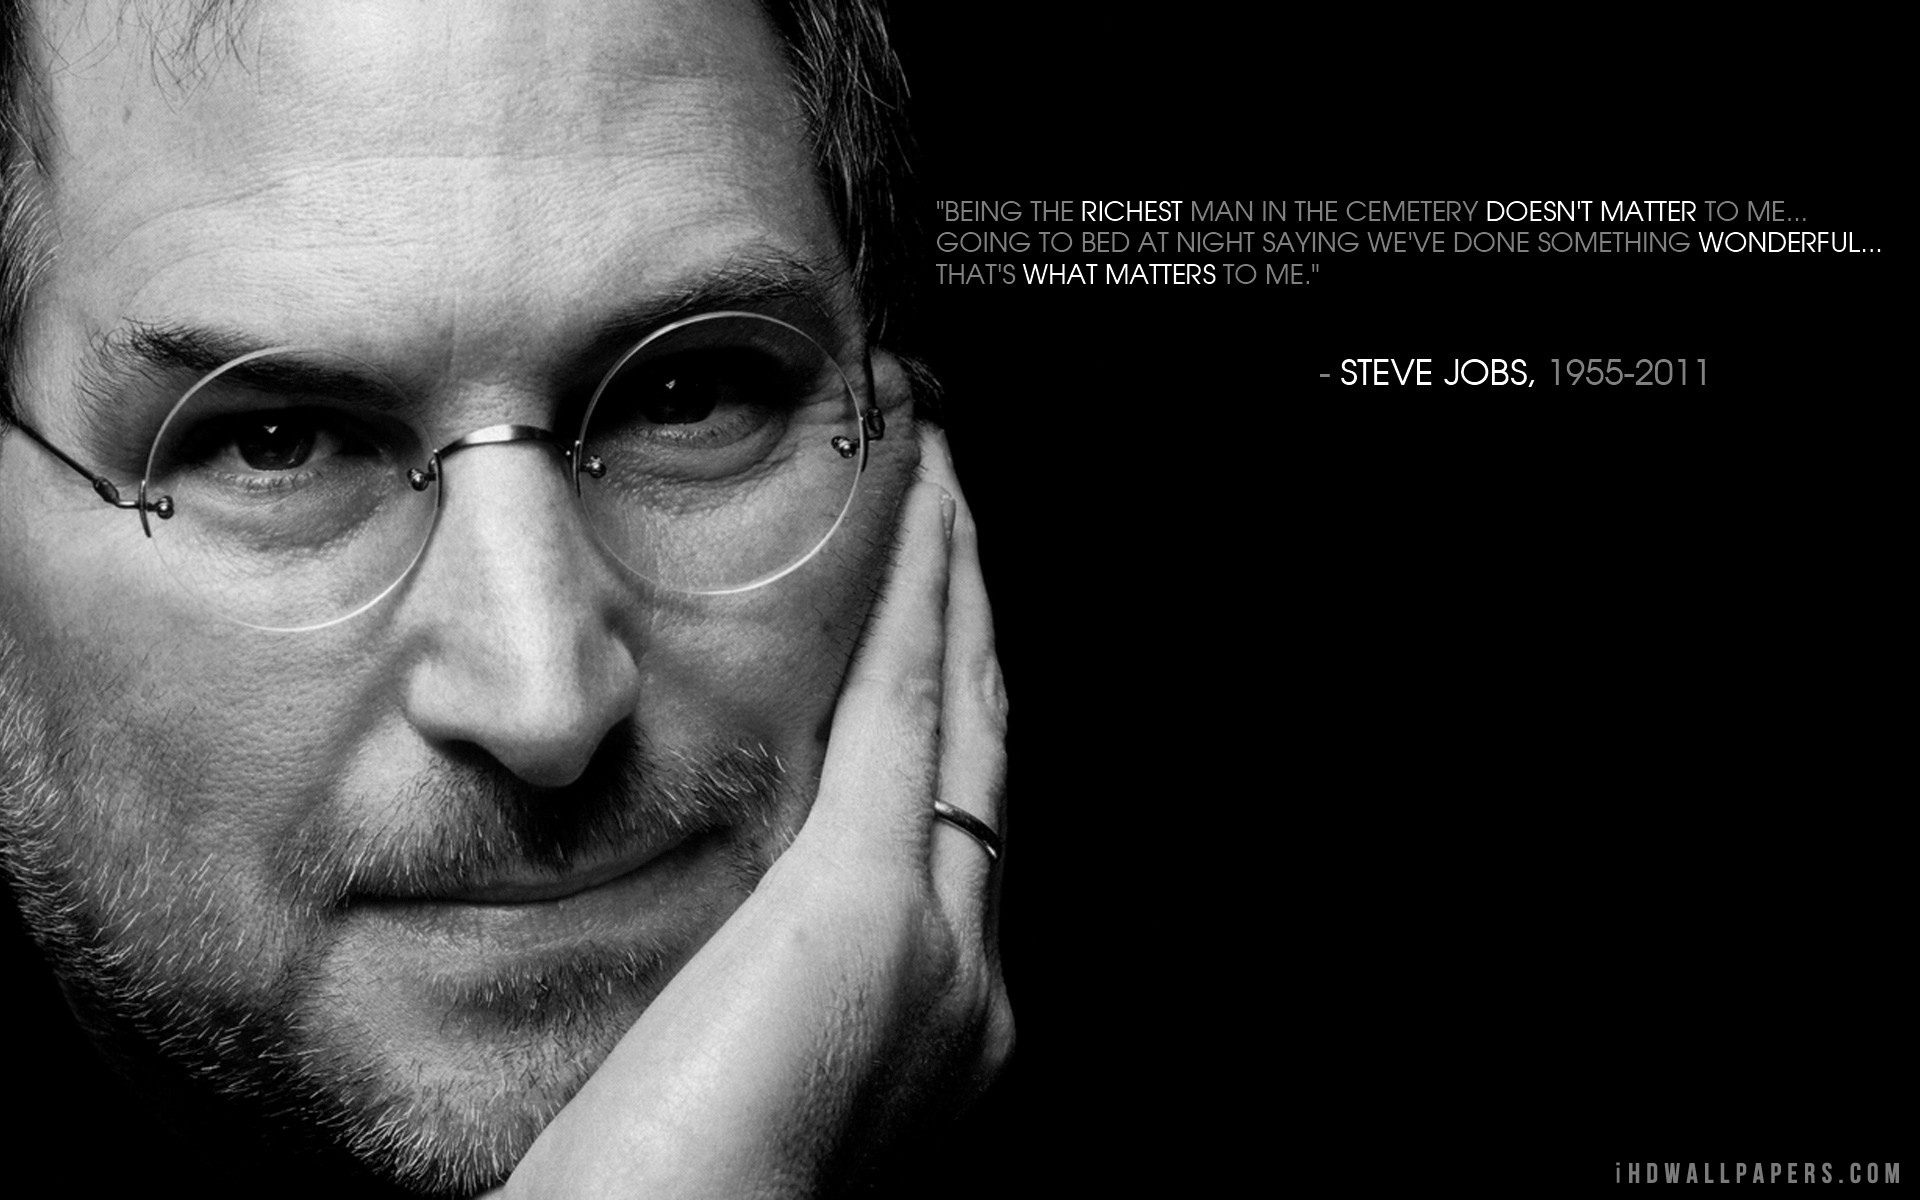 "BEING THE RICHEST MAN IN THE CEMETERY DOESN'T MATTER TO ME...
GOING TO BED AT NIGHT SAYING WE'VE DONE SOMETHING WONDERFUL...
THAT'S WHAT MATTERS TO ME."
- STEVE JOBS, 1955-2011
iHDWALLPAPERS.COM